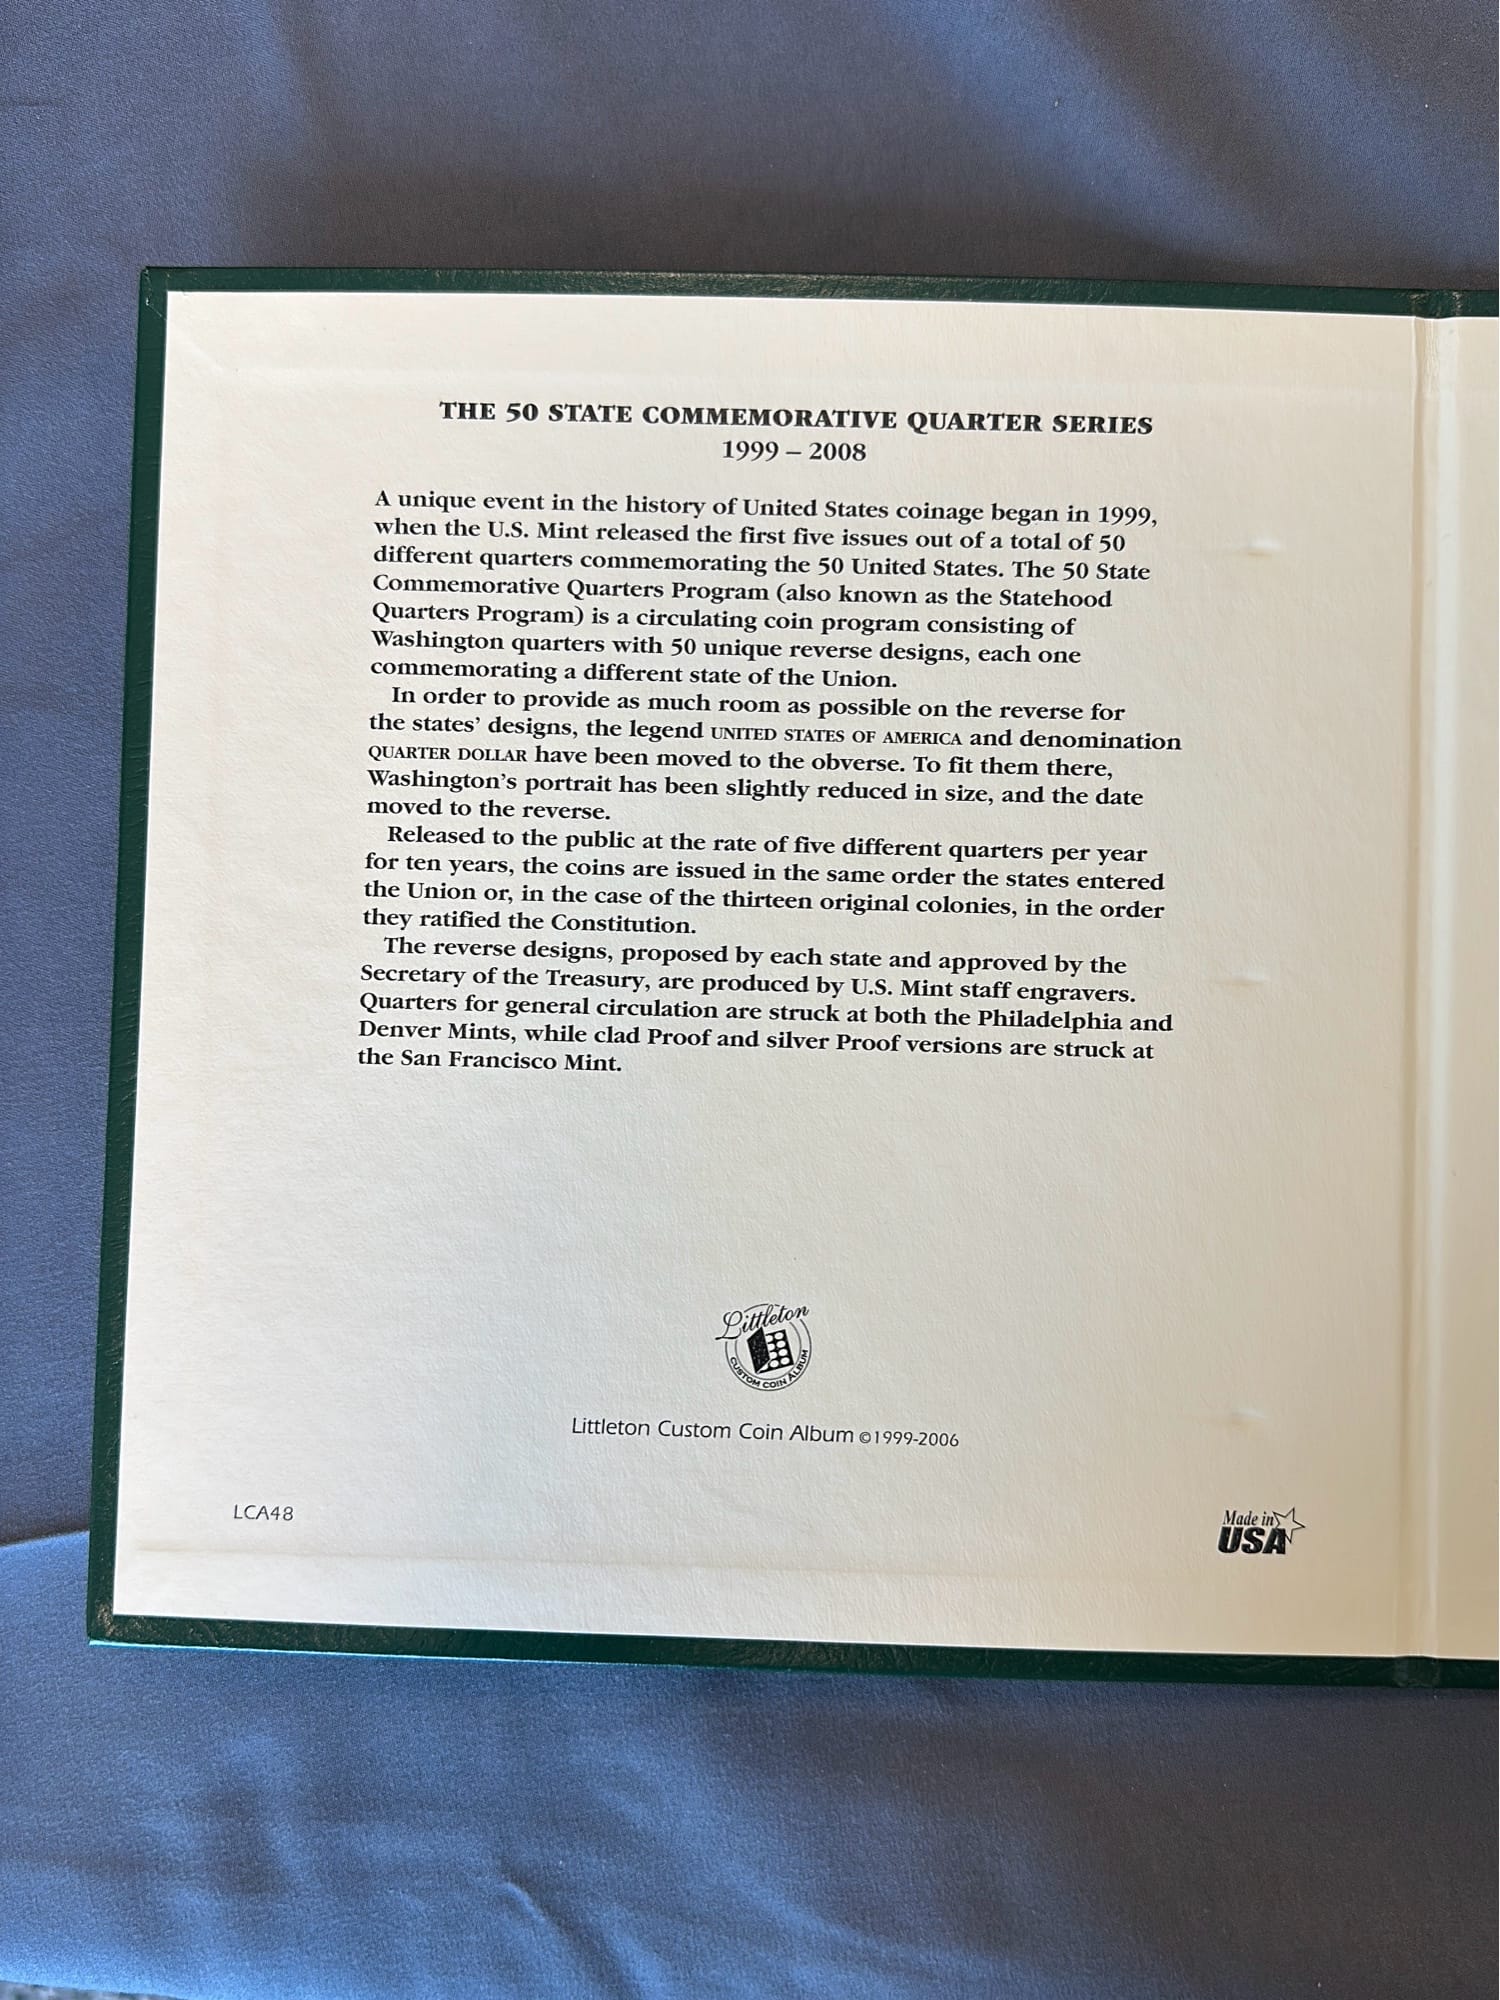 THE 50 STATE COMMEMORATIVE QUARTER SERIES
1999 – 2008
A unique event in the history of United States coinage began in 1999,
when the U.S. Mint released the first five issues out of a total of 50
different quarters commemorating the 50 United States. The 50 State
Commemorative Quarters Program (also known as the Statehood
Quarters Program) is a circulating coin program consisting of
Washington quarters with 50 unique reverse designs, each one
commemorating a different state of the Union.
In order to provide as much room as possible on the reverse for
the states’ designs, the legend UNITED STATES OF AMERICA and denomination
QUARTER DOLLAR have been moved to the obverse. To fit them there,
Washington’s portrait has been slightly reduced in size, and the date
moved to the reverse.
Released to the public at the rate of five different quarters per year
for ten years, the coins are issued in the same order the states entered
the Union or, in the case of the thirteen original colonies, in the order
they ratified the Constitution.
The reverse designs, proposed by each state and approved by the
Secretary of the Treasury, are produced by U.S. Mint staff engravers.
Quarters for general circulation are struck at both the Philadelphia and
Denver Mints, while clad Proof and silver Proof versions are struck at
the San Francisco Mint.
Littleton
CUSTOM COIN ALBUM
Littleton Custom Coin Album ©1999-2006
LCA48
Made in
USA